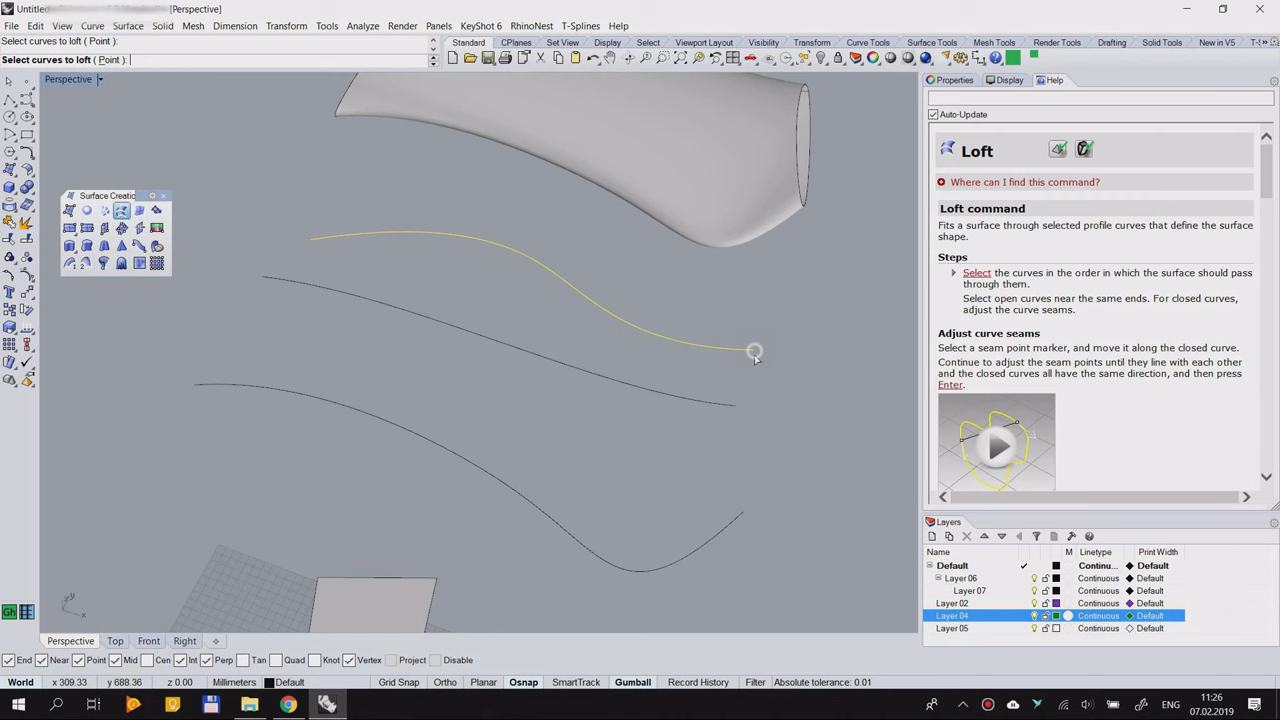 Untitled
[Perspective]
File Edit View Curve Surface Solid Mesh Dimension Transform Tools Analyze Render Panels KeyShot 6 RhinoNest T-Splines Help
Select curves to loft ( Point ):
Select curves to loft ( Point ):
Standard CPlanes Set View Display Select Viewport Layout Visibility Transform Curve Tools Surface Tools Mesh Tools Render Tools Drafting Solid Tools New in V5
Perspective
Properties Display Help
Auto-Update
Loft
Where can I find this command?
Loft command
Fits a surface through selected profile curves that define the surface
shape.
Steps
Select the curves in the order in which the surface should pass
through them.
Select open curves near the same ends. For closed curves,
adjust the curve seams.
Adjust curve seams
Select a seam point marker, and move it along the closed curve.
Continue to adjust the seam points until they line with each other
and the closed curves all have the same direction, and then press
Enter.
Surface Creatio
Layers
Name M Linetype Print Width
Default Continu... Default
Layer 06 Continuous Default
Layer 07 Continuous Default
Layer 02 Continuous Default
Layer 04 Continuous Default
Layer 05 Continuous Default
x y
Gh
Perspective Top Front Right
End Near Point Mid Cen Int Perp Tan Quad Knot Vertex Project Disable
World x 309.33 y 688.36 z 0.00 Millimeters Default Grid Snap Ortho Planar Osnap SmartTrack Gumball Record History Filter Absolute tolerance: 0.01
ENG
11:26
07.02.2019